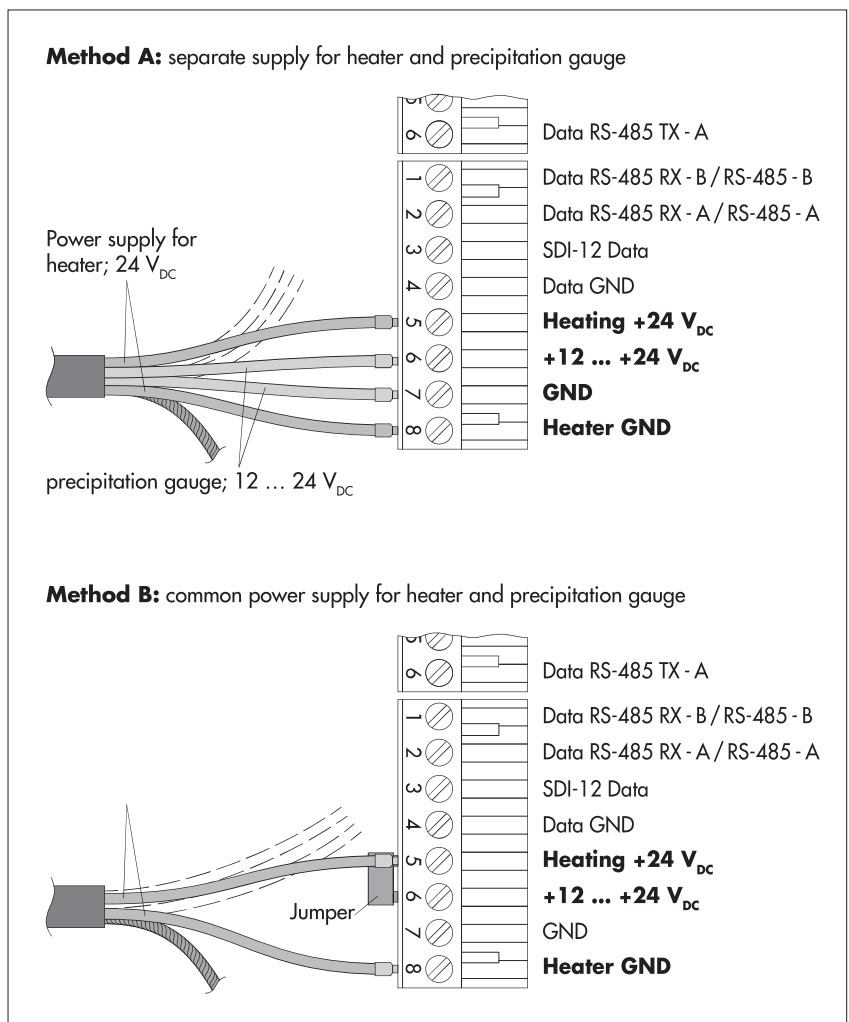 Method A: separate supply for heater and precipitation gauge
5
6 Data RS-485 TX - A
1 Data RS-485 RX - B / RS-485 - B
2 Data RS-485 RX - A / RS-485 - A
3 SDI-12 Data
4 Data GND
5 Heating +24 VDC
6 +12 ... +24 VDC
7 GND
8 Heater GND
Power supply for
heater; 24 VDC
precipitation gauge; 12 ... 24 VDC
Method B: common power supply for heater and precipitation gauge
5
6 Data RS-485 TX - A
1 Data RS-485 RX - B / RS-485 - B
2 Data RS-485 RX - A / RS-485 - A
3 SDI-12 Data
4 Data GND
5 Heating +24 VDC
6 +12 ... +24 VDC
7 GND
8 Heater GND
Jumper